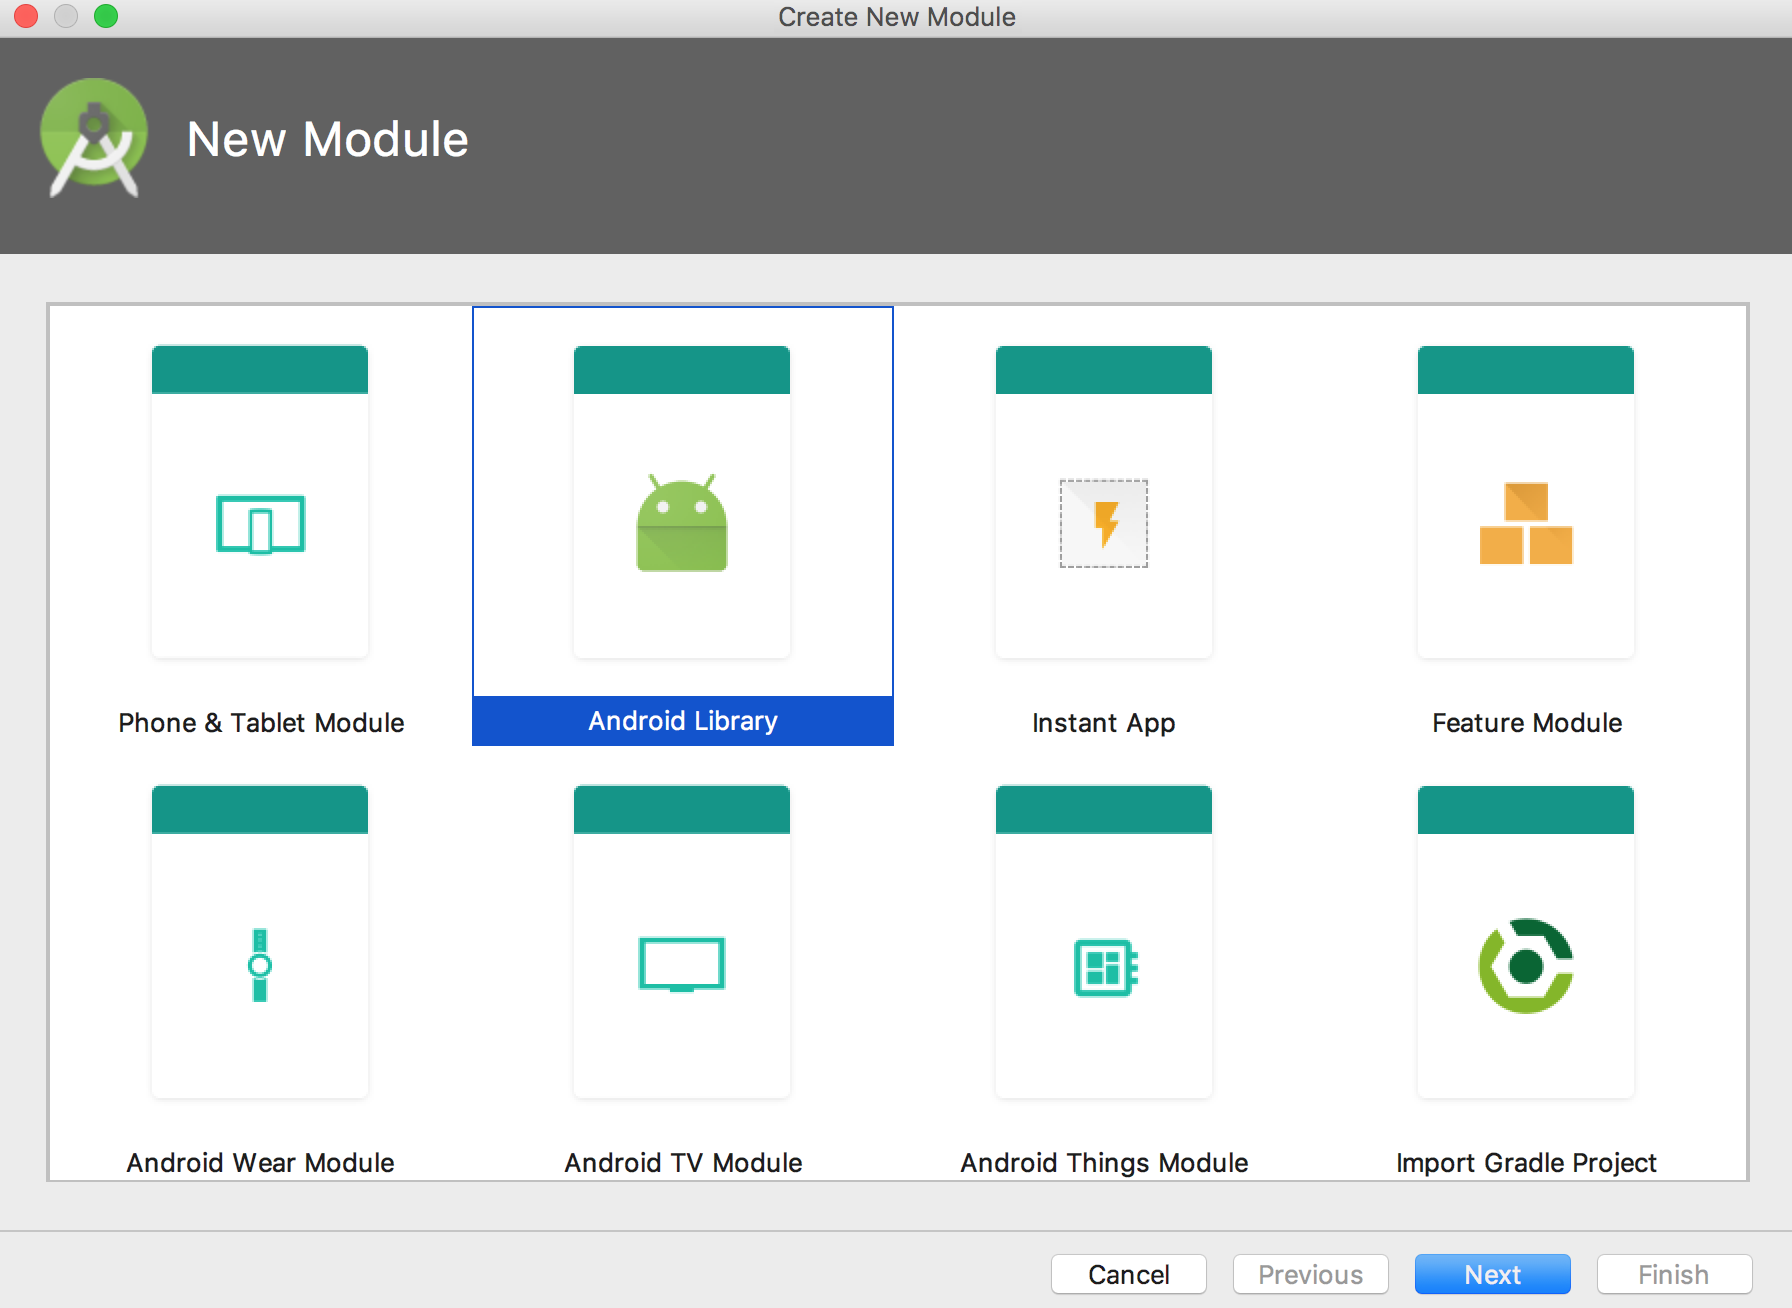 Create New Module
New Module
Phone & Tablet Module
Android Library
Instant App
Feature Module
Android Wear Module
Android TV Module
Android Things Module
Import Gradle Project
Cancel
Previous
Next
Finish